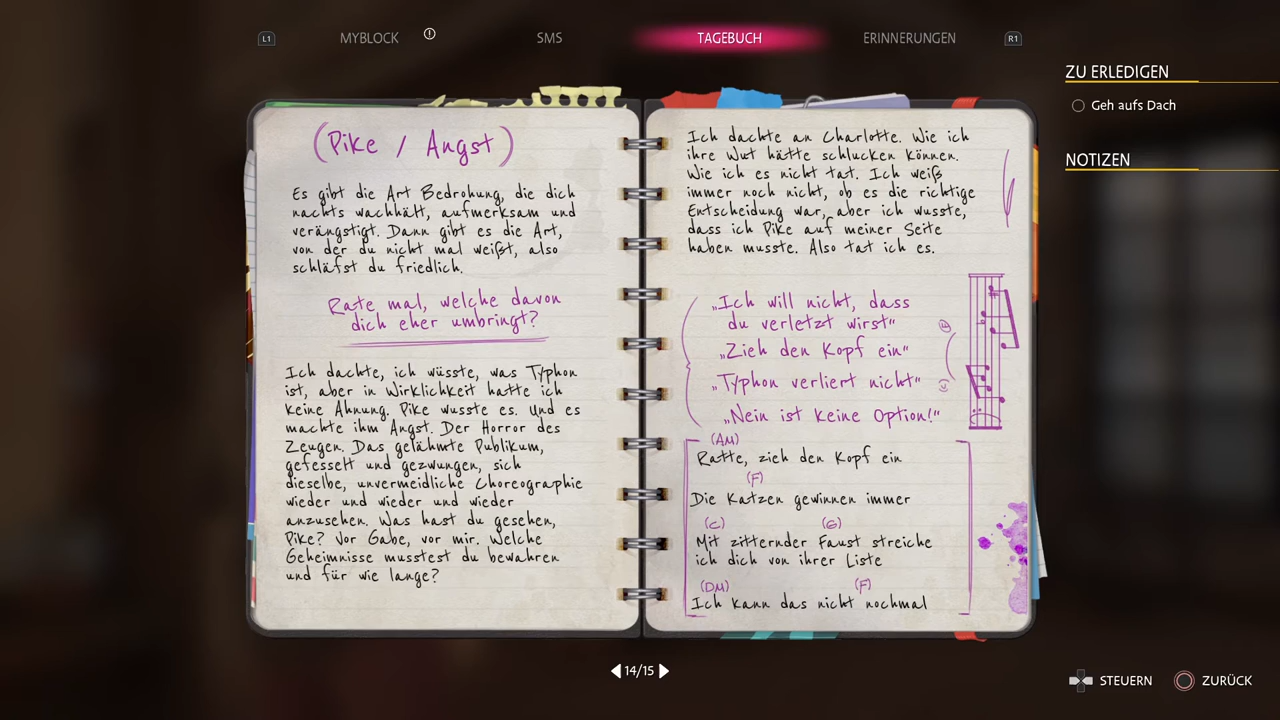 L1
MYBLOCK
!
SMS
TAGEBUCH
ERINNERUNGEN
R1
ZU ERLEDIGEN
Geh aufs Dach
NOTIZEN
(Pike / Angst)
Es gibt die Art Bedrohung, die dich
nachts wachhält, aufmerksam und
verängstigt. Dann gibt es die Art,
von der du nicht mal weißt, also
schläfst du friedlich.
Rate mal, welche davon
dich eher umbringt?
Ich dachte, ich wüsste, was Typhon
ist, aber in Wirklichkeit hatte ich
keine Ahnung. Pike wusste es. Und es
machte ihm Angst. Der Horror des
Zeugen. Das gelähmte Publikum,
gefesselt und gezwungen, sich
dieselbe, unvermeidliche Choreographie
wieder und wieder und wieder
anzusehen. Was hast du gesehen,
Pike? Vor Gabe, vor mir. Welche
Geheimnisse musstest du bewahren
und für wie lange?
Ich dachte an Charlotte. Wie ich
ihre Wut hätte schlucken können.
Wie ich es nicht tat. Ich weiß
immer noch nicht, ob es die richtige
Entscheidung war, aber ich wusste,
dass ich Pike auf meiner Seite
haben musste. Also tat ich es.
„Ich will nicht, dass
du verletzt wirst"
„Zieh den Kopf ein"
„Typhon verliert nicht"
„Nein ist keine Option!"
(AM)
Ratte, zieh den Kopf ein
(F)
Die Katzen gewinnen immer
(C) (G)
Mit zitternder Faust streiche
ich dich von ihrer Liste
(DM) (F)
Ich kann das nicht nochmal
14/15
STEUERN
ZURÜCK